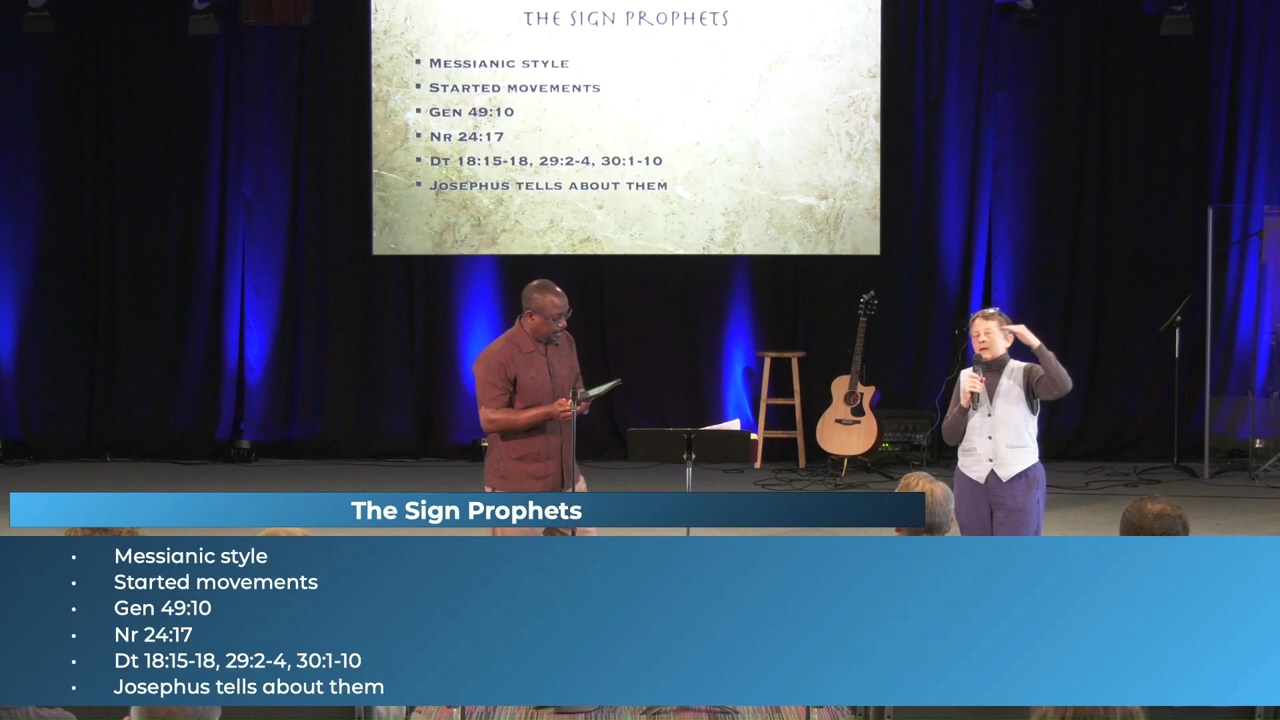 THE SIGN PROPHETS
▪ MESSIANIC STYLE
▪ STARTED MOVEMENTS
▪ GEN 49:10
▪ NR 24:17
▪ DT 18:15-18, 29:2-4, 30:1-10
▪ JOSEPHUS TELLS ABOUT THEM
The Sign Prophets
• Messianic style
• Started movements
• Gen 49:10
• Nr 24:17
• Dt 18:15-18, 29:2-4, 30:1-10
• Josephus tells about them